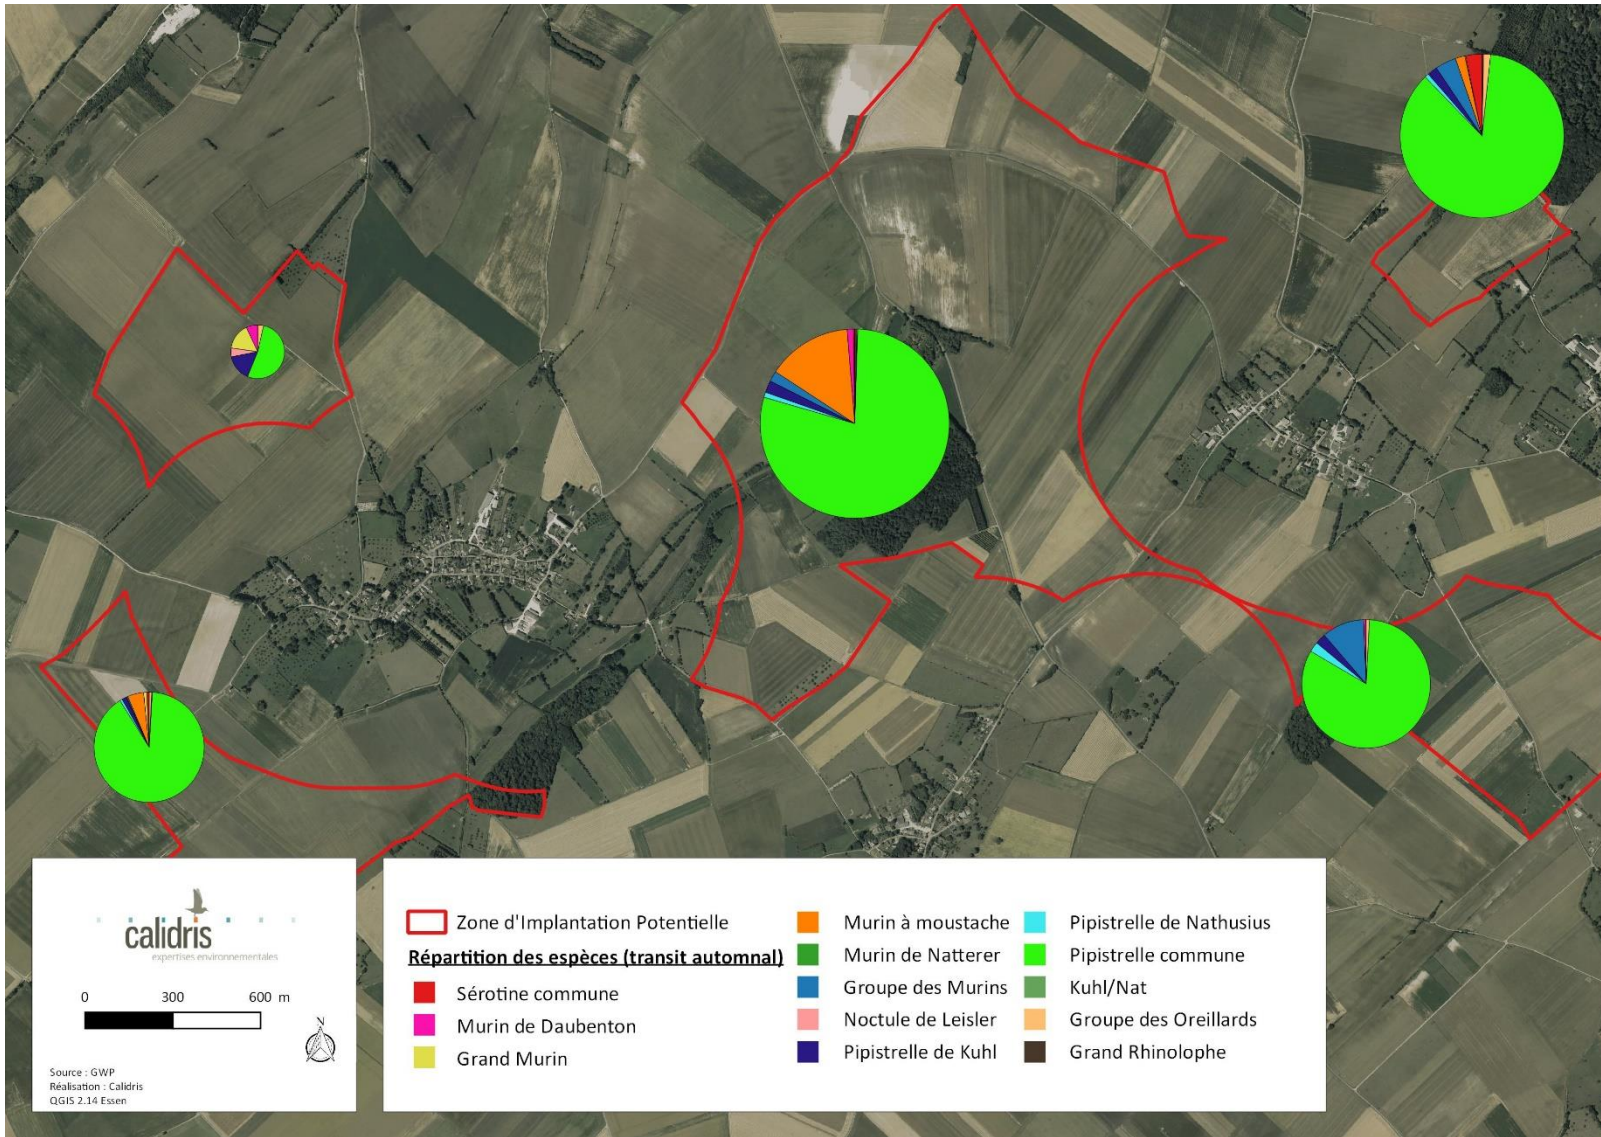 calidris
expertises environnementales
0 300 600 m
N
Source : GWP
Réalisation : Calidris
QGIS 2.14 Essen
Zone d'Implantation Potentielle
Répartition des espèces (transit automnal)
Sérotine commune
Murin de Daubenton
Grand Murin
Murin à moustache
Murin de Natterer
Groupe des Murins
Noctule de Leisler
Pipistrelle de Kuhl
Pipistrelle de Nathusius
Pipistrelle commune
Kuhl/Nat
Groupe des Oreillards
Grand Rhinolophe